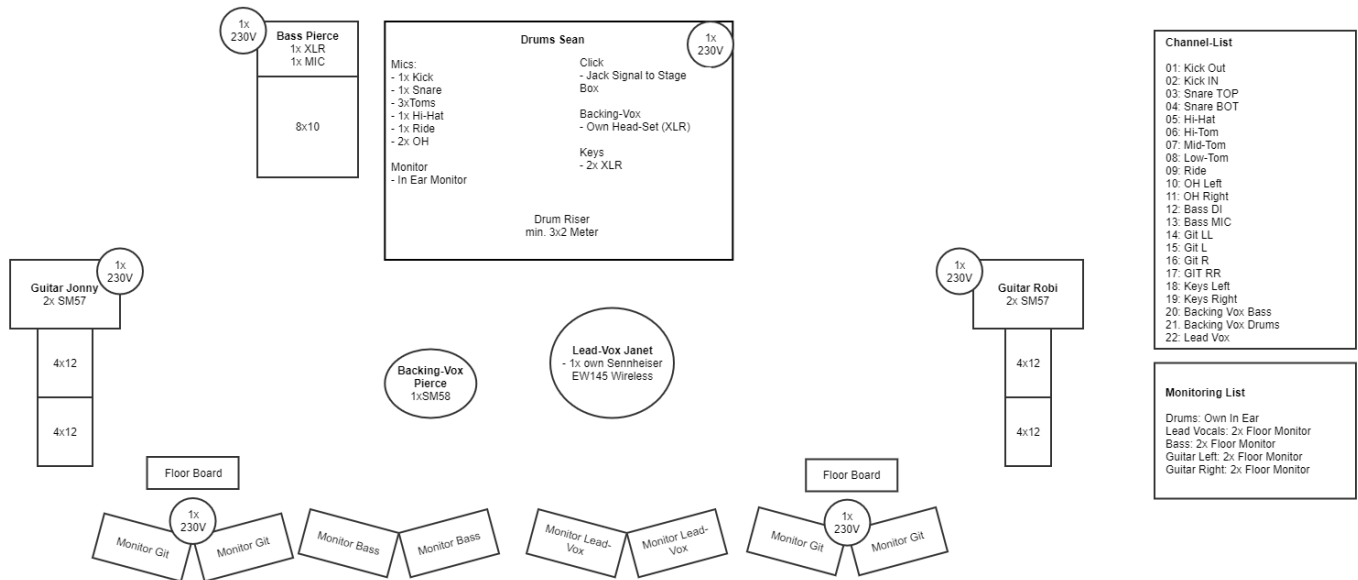 1x
230V
Bass Pierce
1x XLR
1x MIC
8x10
Drums Sean
1x
230V
Mics:
- 1x Kick
- 1x Snare
- 3xToms
- 1x Hi-Hat
- 1x Ride
- 2x OH
Monitor
- In Ear Monitor
Click
- Jack Signal to Stage
Box
Backing-Vox
- Own Head-Set (XLR)
Keys
- 2x XLR
Drum Riser
min. 3x2 Meter
1x
230V
Guitar Jonny
2x SM57
4x12
4x12
Backing-Vox
Pierce
1xSM58
Lead-Vox Janet
- 1x own Sennheiser
EW145 Wireless
1x
230V
Guitar Robi
2x SM57
4x12
4x12
Floor Board
1x
230V
Monitor Git
Monitor Git
Monitor Bass
Monitor Bass
Monitor Lead-
Vox
Monitor Lead-
Vox
Floor Board
1x
230V
Monitor Git
Monitor Git
Channel-List
01: Kick Out
02: Kick IN
03: Snare TOP
04: Snare BOT
05: Hi-Hat
06: Hi-Tom
07: Mid-Tom
08: Low-Tom
09: Ride
10: OH Left
11: OH Right
12: Bass DI
13: Bass MIC
14: Git LL
15: Git L
16: Git R
17: GIT RR
18: Keys Left
19: Keys Right
20: Backing Vox Bass
21. Backing Vox Drums
22: Lead Vox
Monitoring List
Drums: Own In Ear
Lead Vocals: 2x Floor Monitor
Bass: 2x Floor Monitor
Guitar Left: 2x Floor Monitor
Guitar Right: 2x Floor Monitor